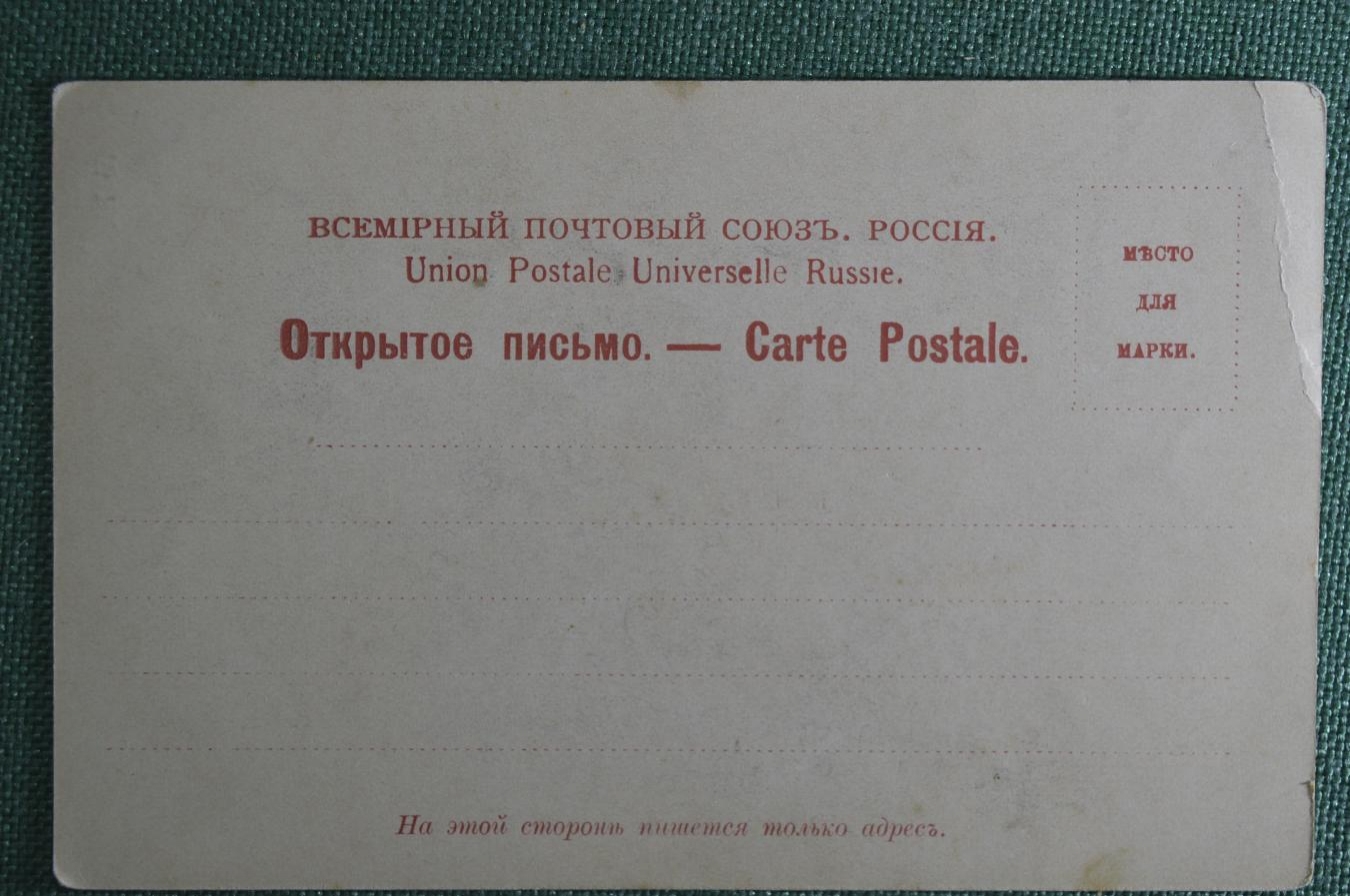 ВСЕМІРНЫЙ ПОЧТОВЫЙ СОЮЗЪ. РОССІЯ.
Union Postale Universelle Russie.
Открытое письмо. — Carte Postale.
МѢСТО
ДЛЯ
МАРКИ.
На этой сторонѣ пишется только адресъ.